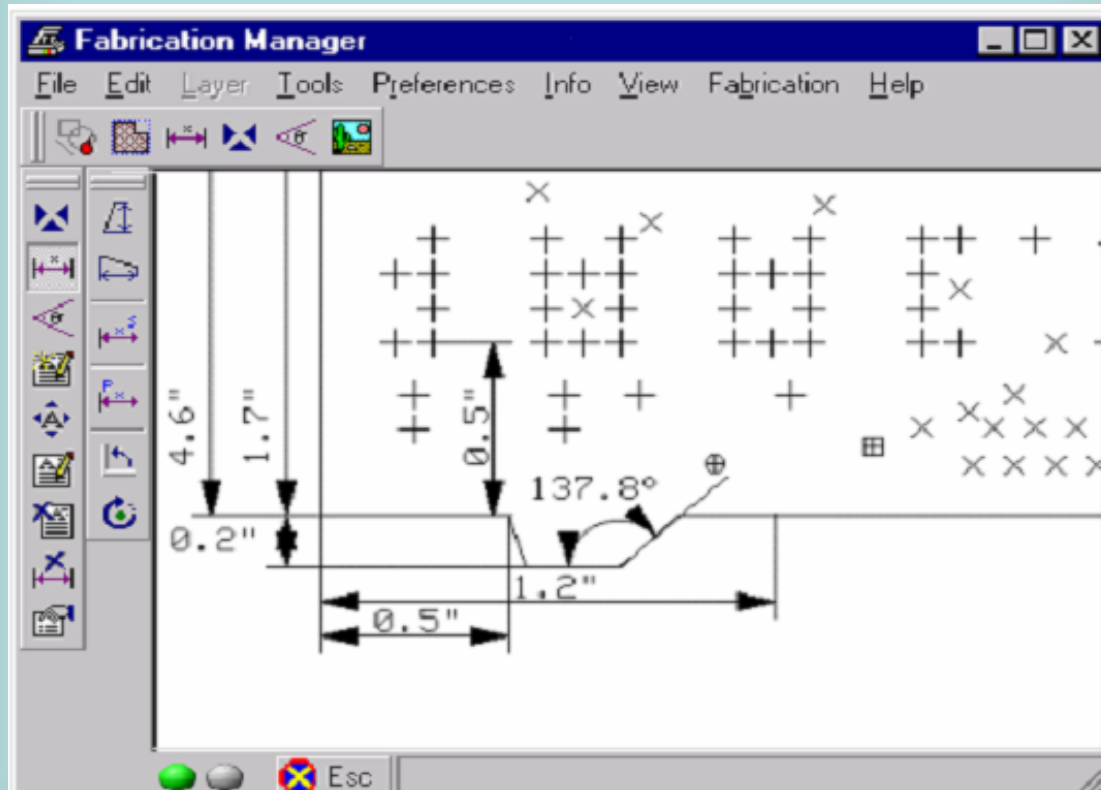 Fabrication Manager
File Edit Layer Tools Preferences Info View Fabrication Help
4.6"
1.7"
0.5"
137.8°
0.2"
1.2"
0.5"
Esc